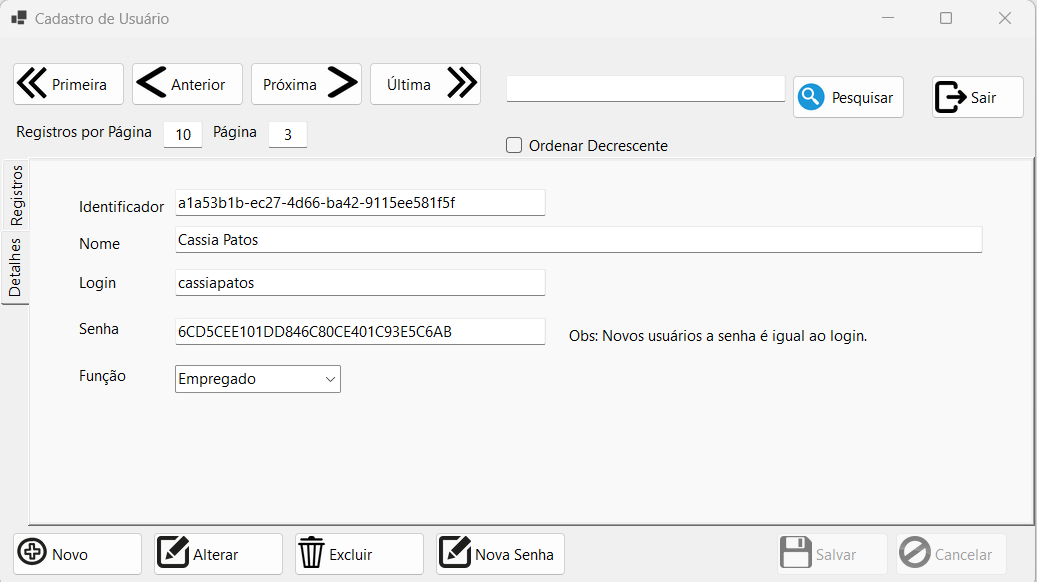 Cadastro de Usuário
Primeira Anterior Próxima Última Pesquisar Sair
Registros por Página 10 Página 3
Ordenar Decrescente
Registros
Detalhes
Identificador a1a53b1b-ec27-4d66-ba42-9115ee581f5f
Nome Cassia Patos
Login cassiapatos
Senha 6CD5CEE101DD846C80CE401C93E5C6AB Obs: Novos usuários a senha é igual ao login.
Função Empregado
Novo Alterar Excluir Nova Senha Salvar Cancelar